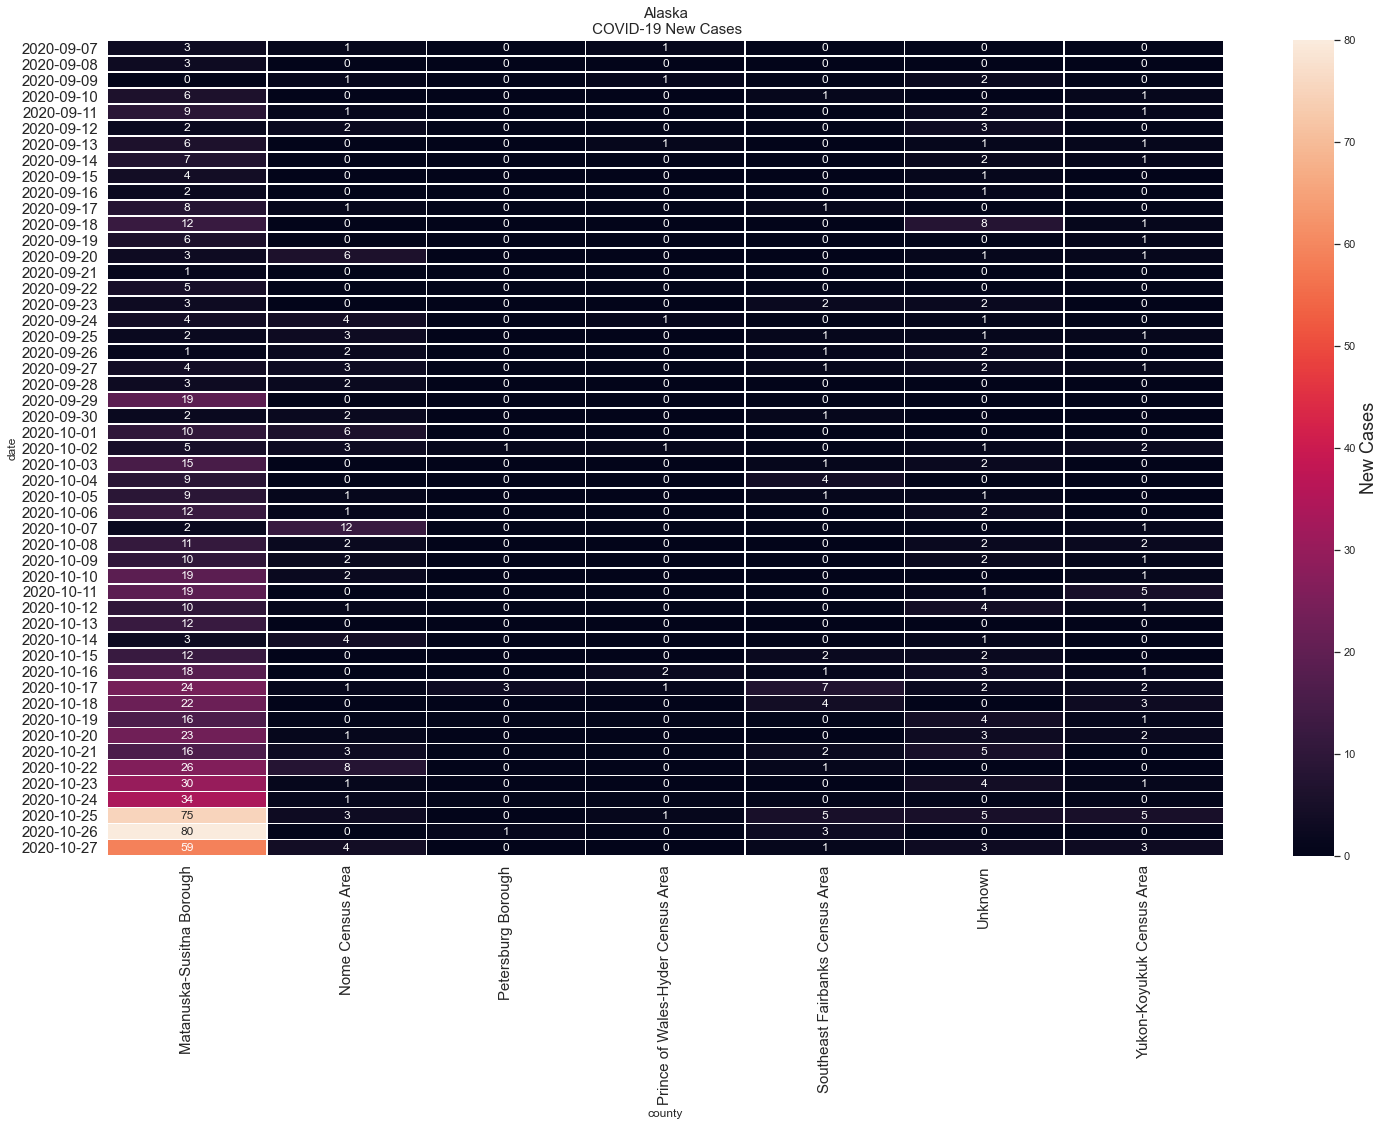 Alaska
COVID-19 New Cases
2020-09-07 3 1 0 1 0 0 0
2020-09-08 3 0 0 0 0 0 0
2020-09-09 0 1 0 1 0 2 0
2020-09-10 6 0 0 0 1 0 1
2020-09-11 9 1 0 0 0 2 1
2020-09-12 2 2 0 0 0 3 0
2020-09-13 6 0 0 1 0 1 1
2020-09-14 7 0 0 0 0 2 1
2020-09-15 4 0 0 0 0 1 0
2020-09-16 2 0 0 0 0 1 0
2020-09-17 8 1 0 0 1 0 0
2020-09-18 12 0 0 0 0 8 1
2020-09-19 6 0 0 0 0 0 1
2020-09-20 3 6 0 0 0 1 1
2020-09-21 1 0 0 0 0 0 0
2020-09-22 5 0 0 0 0 0 0
2020-09-23 3 0 0 0 2 2 0
2020-09-24 4 4 0 1 0 1 0
2020-09-25 2 3 0 0 1 1 1
2020-09-26 1 2 0 0 1 2 0
2020-09-27 4 3 0 0 1 2 1
2020-09-28 3 2 0 0 0 0 0
2020-09-29 19 0 0 0 0 0 0
2020-09-30 2 2 0 0 1 0 0
2020-10-01 10 6 0 0 0 0 0
2020-10-02 5 3 1 1 0 1 2
2020-10-03 15 0 0 0 1 2 0
2020-10-04 9 0 0 0 4 0 0
2020-10-05 9 1 0 0 1 1 0
2020-10-06 12 1 0 0 0 2 0
2020-10-07 2 12 0 0 0 0 1
2020-10-08 11 2 0 0 0 2 2
2020-10-09 10 2 0 0 0 2 1
2020-10-10 19 2 0 0 0 0 1
2020-10-11 19 0 0 0 0 1 5
2020-10-12 10 1 0 0 0 4 1
2020-10-13 12 0 0 0 0 0 0
2020-10-14 3 4 0 0 0 1 0
2020-10-15 12 0 0 0 2 2 0
2020-10-16 18 0 0 2 1 3 1
2020-10-17 24 1 3 1 7 2 2
2020-10-18 22 0 0 0 4 0 3
2020-10-19 16 0 0 0 0 4 1
2020-10-20 23 1 0 0 0 3 2
2020-10-21 16 3 0 0 2 5 0
2020-10-22 26 8 0 0 1 0 0
2020-10-23 30 1 0 0 0 4 1
2020-10-24 34 1 0 0 0 0 0
2020-10-25 75 3 0 1 5 5 5
2020-10-26 80 0 1 0 3 0 0
2020-10-27 59 4 0 0 1 3 3
date
Matanuska-Susitna Borough
Nome Census Area
Petersburg Borough
Prince of Wales-Hyder Census Area
Southeast Fairbanks Census Area
Unknown
Yukon-Koyukuk Census Area
county
80
70
60
50
40
30
20
10
0
New Cases